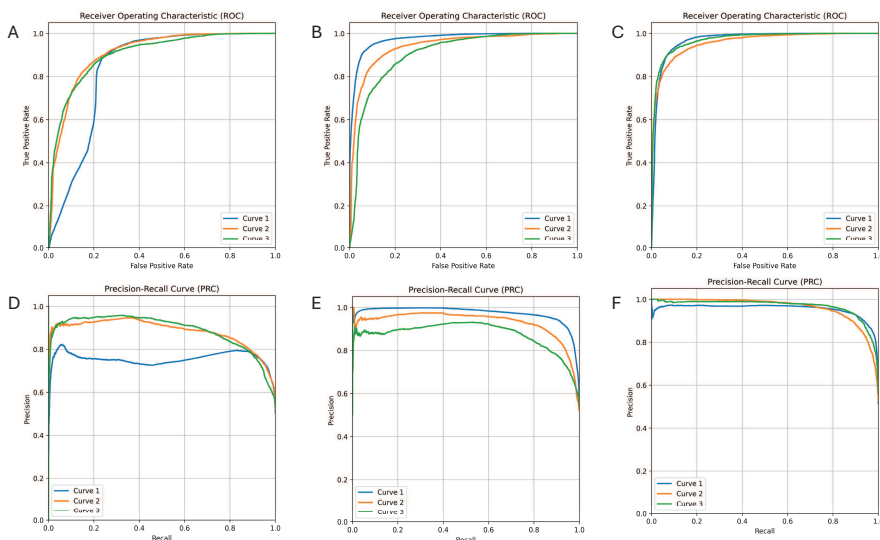 A
Receiver Operating Characteristic (ROC)
True Positive Rate
1.0
0.8
0.6
0.4
0.2
0.0
0.0 0.2 0.4 0.6 0.8 1.0
False Positive Rate
Curve 1
Curve 2
Curve 3
B
Receiver Operating Characteristic (ROC)
True Positive Rate
1.0
0.8
0.6
0.4
0.2
0.0
0.0 0.2 0.4 0.6 0.8 1.0
False Positive Rate
Curve 1
Curve 2
Curve 3
C
Receiver Operating Characteristic (ROC)
True Positive Rate
1.0
0.8
0.6
0.4
0.2
0.0
0.0 0.2 0.4 0.6 0.8 1.0
False Positive Rate
Curve 1
Curve 2
Curve 3
D
Precision-Recall Curve (PRC)
Precision
1.0
0.8
0.6
0.4
0.2
0.0
0.0 0.2 0.4 0.6 0.8 1.0
Recall
Curve 1
Curve 2
Curve 3
E
Precision-Recall Curve (PRC)
Precision
1.0
0.8
0.6
0.4
0.2
0.0
0.0 0.2 0.4 0.6 0.8 1.0
Recall
Curve 1
Curve 2
Curve 3
F
Precision-Recall Curve (PRC)
Precision
1.0
0.8
0.6
0.4
0.2
0.0
0.0 0.2 0.4 0.6 0.8 1.0
Recall
Curve 1
Curve 2
Curve 3